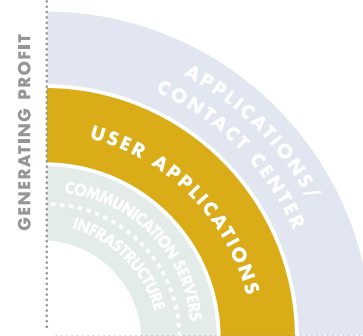 GENERATING PROFIT
APPLICATIONS/
CONTACT CENTER
USER APPLICATIONS
COMMUNICATION SERVERS
INFRASTRUCTURE